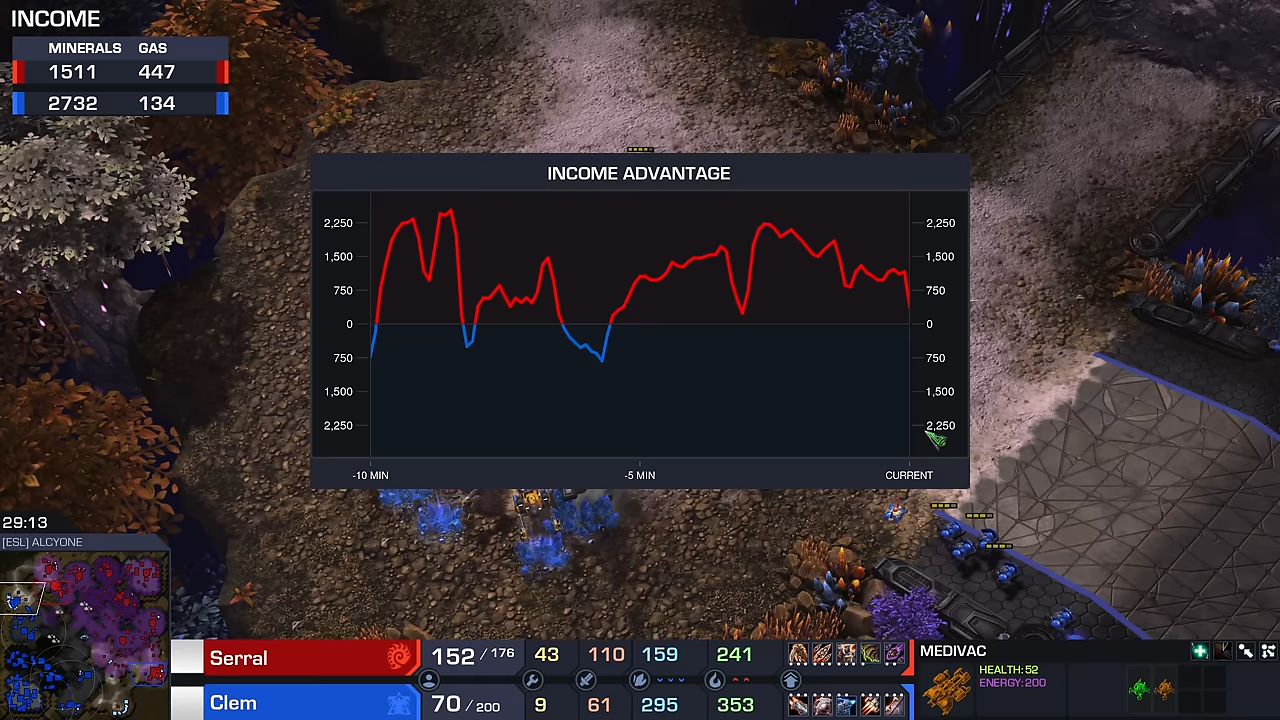 INCOME
MINERALS GAS
1511 447
2732 134
INCOME ADVANTAGE
2,250 2,250
1,500 1,500
750 750
0 0
750 750
1,500 1,500
2,250 2,250
-10 MIN -5 MIN CURRENT
29:13
[ESL] ALCYONE
Serral 152 / 176 43 110 159 241
Clem 70 / 200 9 61 295 353
MEDIVAC
HEALTH: 52
ENERGY: 200